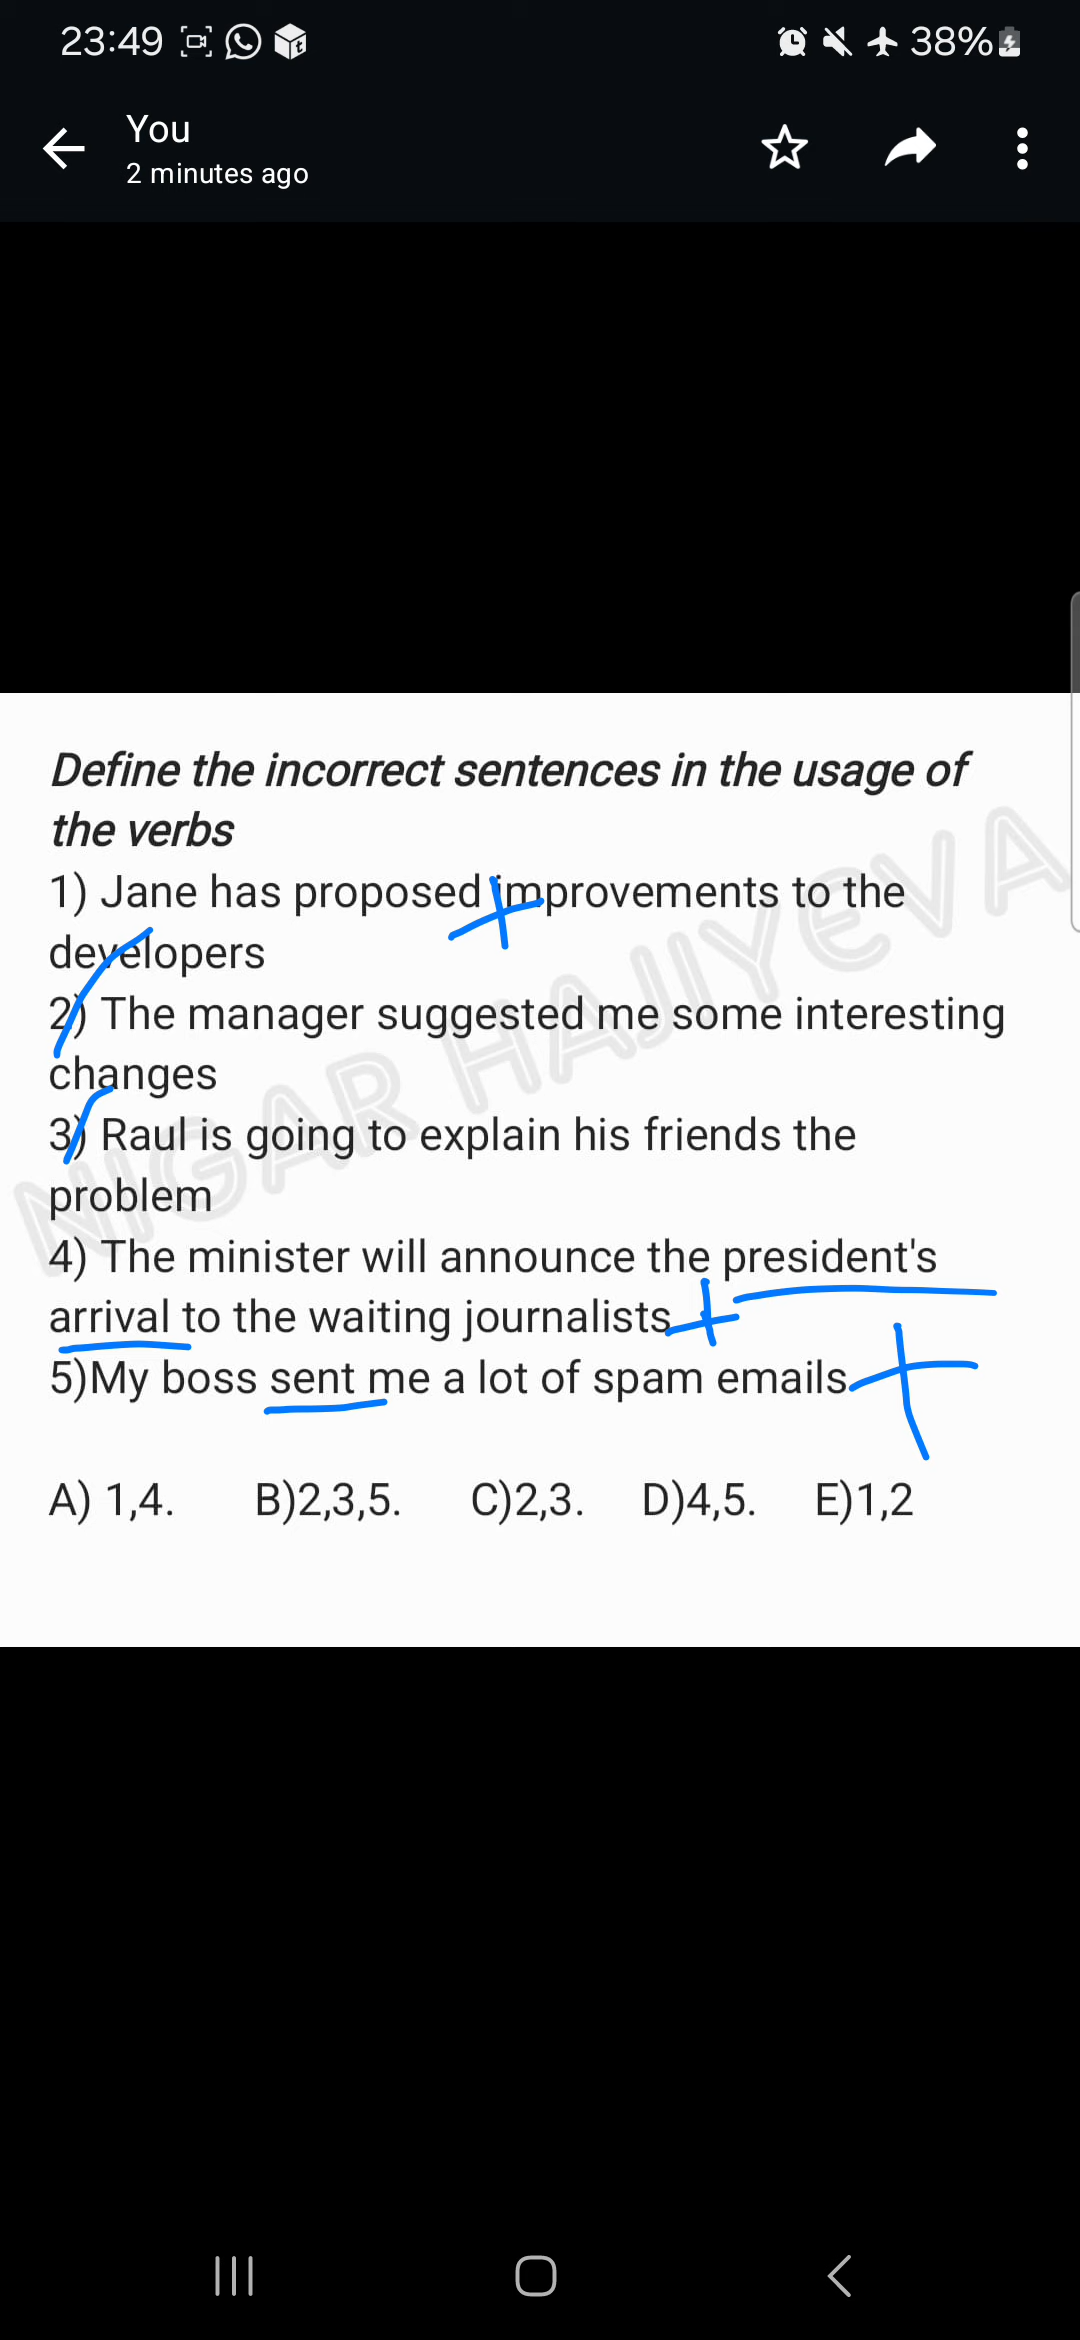 23:49
38%
You
2 minutes ago
Define the incorrect sentences in the usage of
the verbs
1) Jane has proposed improvements to the
developers
2) The manager suggested me some interesting
changes
3) Raul is going to explain his friends the
problem
4) The minister will announce the president's
arrival to the waiting journalists
5)My boss sent me a lot of spam emails.
A) 1,4. B)2,3,5. C)2,3. D)4,5. E)1,2
NIGAR HAJIYEVA